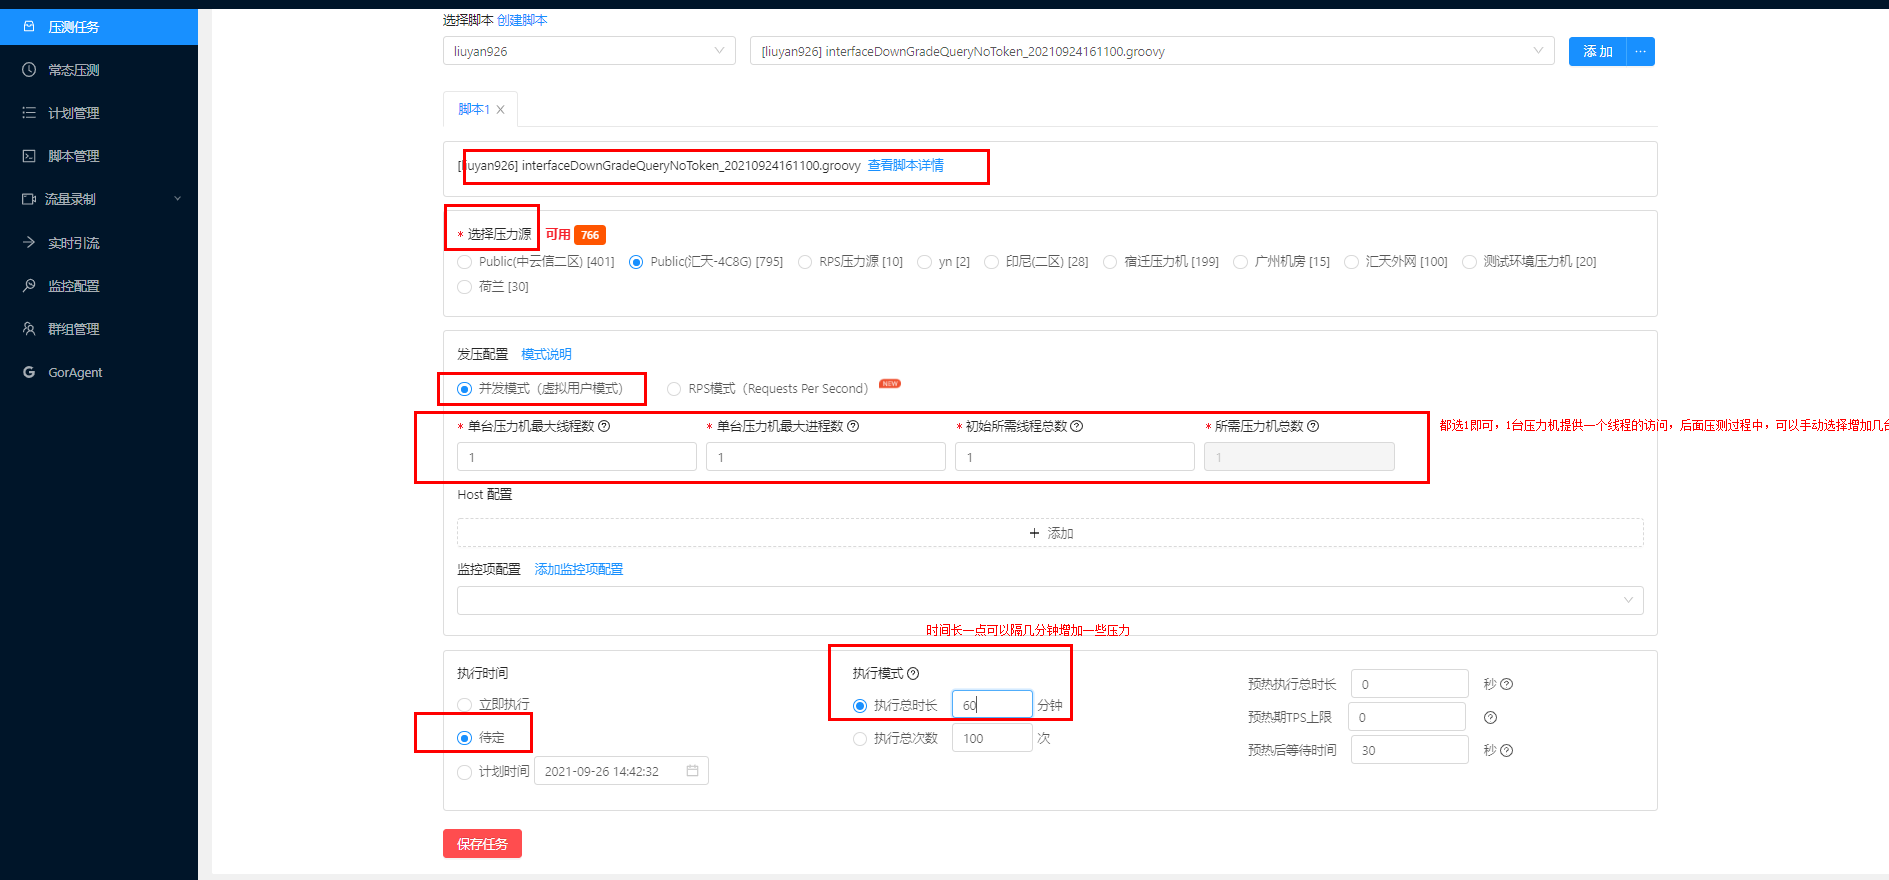 压测任务
常态压测
计划管理
脚本管理
流量录制
实时引流
监控配置
群组管理
GorAgent
选择脚本 创建脚本
liuyan926
[liuyan926] interfaceDownGradeQueryNoToken_20210924161100.groovy
添 加 ···
脚本1
[liuyan926] interfaceDownGradeQueryNoToken_20210924161100.groovy 查看脚本详情
* 选择压力源 可用 766
Public(中云信二区) [401] Public(汇天-4C8G) [795] RPS压力源 [10] yn [2] 印尼(二区) [28] 宿迁压力机 [199] 广州机房 [15] 汇天外网 [100] 测试环境压力机 [20]
荷兰 [30]
发压配置 模式说明
并发模式（虚拟用户模式） RPS模式（Requests Per Second） NEW
* 单台压力机最大线程数 * 单台压力机最大进程数 * 初始所需线程总数 * 所需压力机总数 都选1即可，1台压力机提供一个线程的访问，后面压测过程中，可以手动选择增加几台
1 1 1 1
Host 配置
+ 添加
监控项配置 添加监控项配置
时间长一点可以隔几分钟增加一些压力
执行时间
立即执行
待定
计划时间 2021-09-26 14:42:32
执行模式
执行总时长 60 分钟
执行总次数 100 次
预热执行总时长 0 秒
预热期TPS上限 0
预热后等待时间 30 秒
保存任务